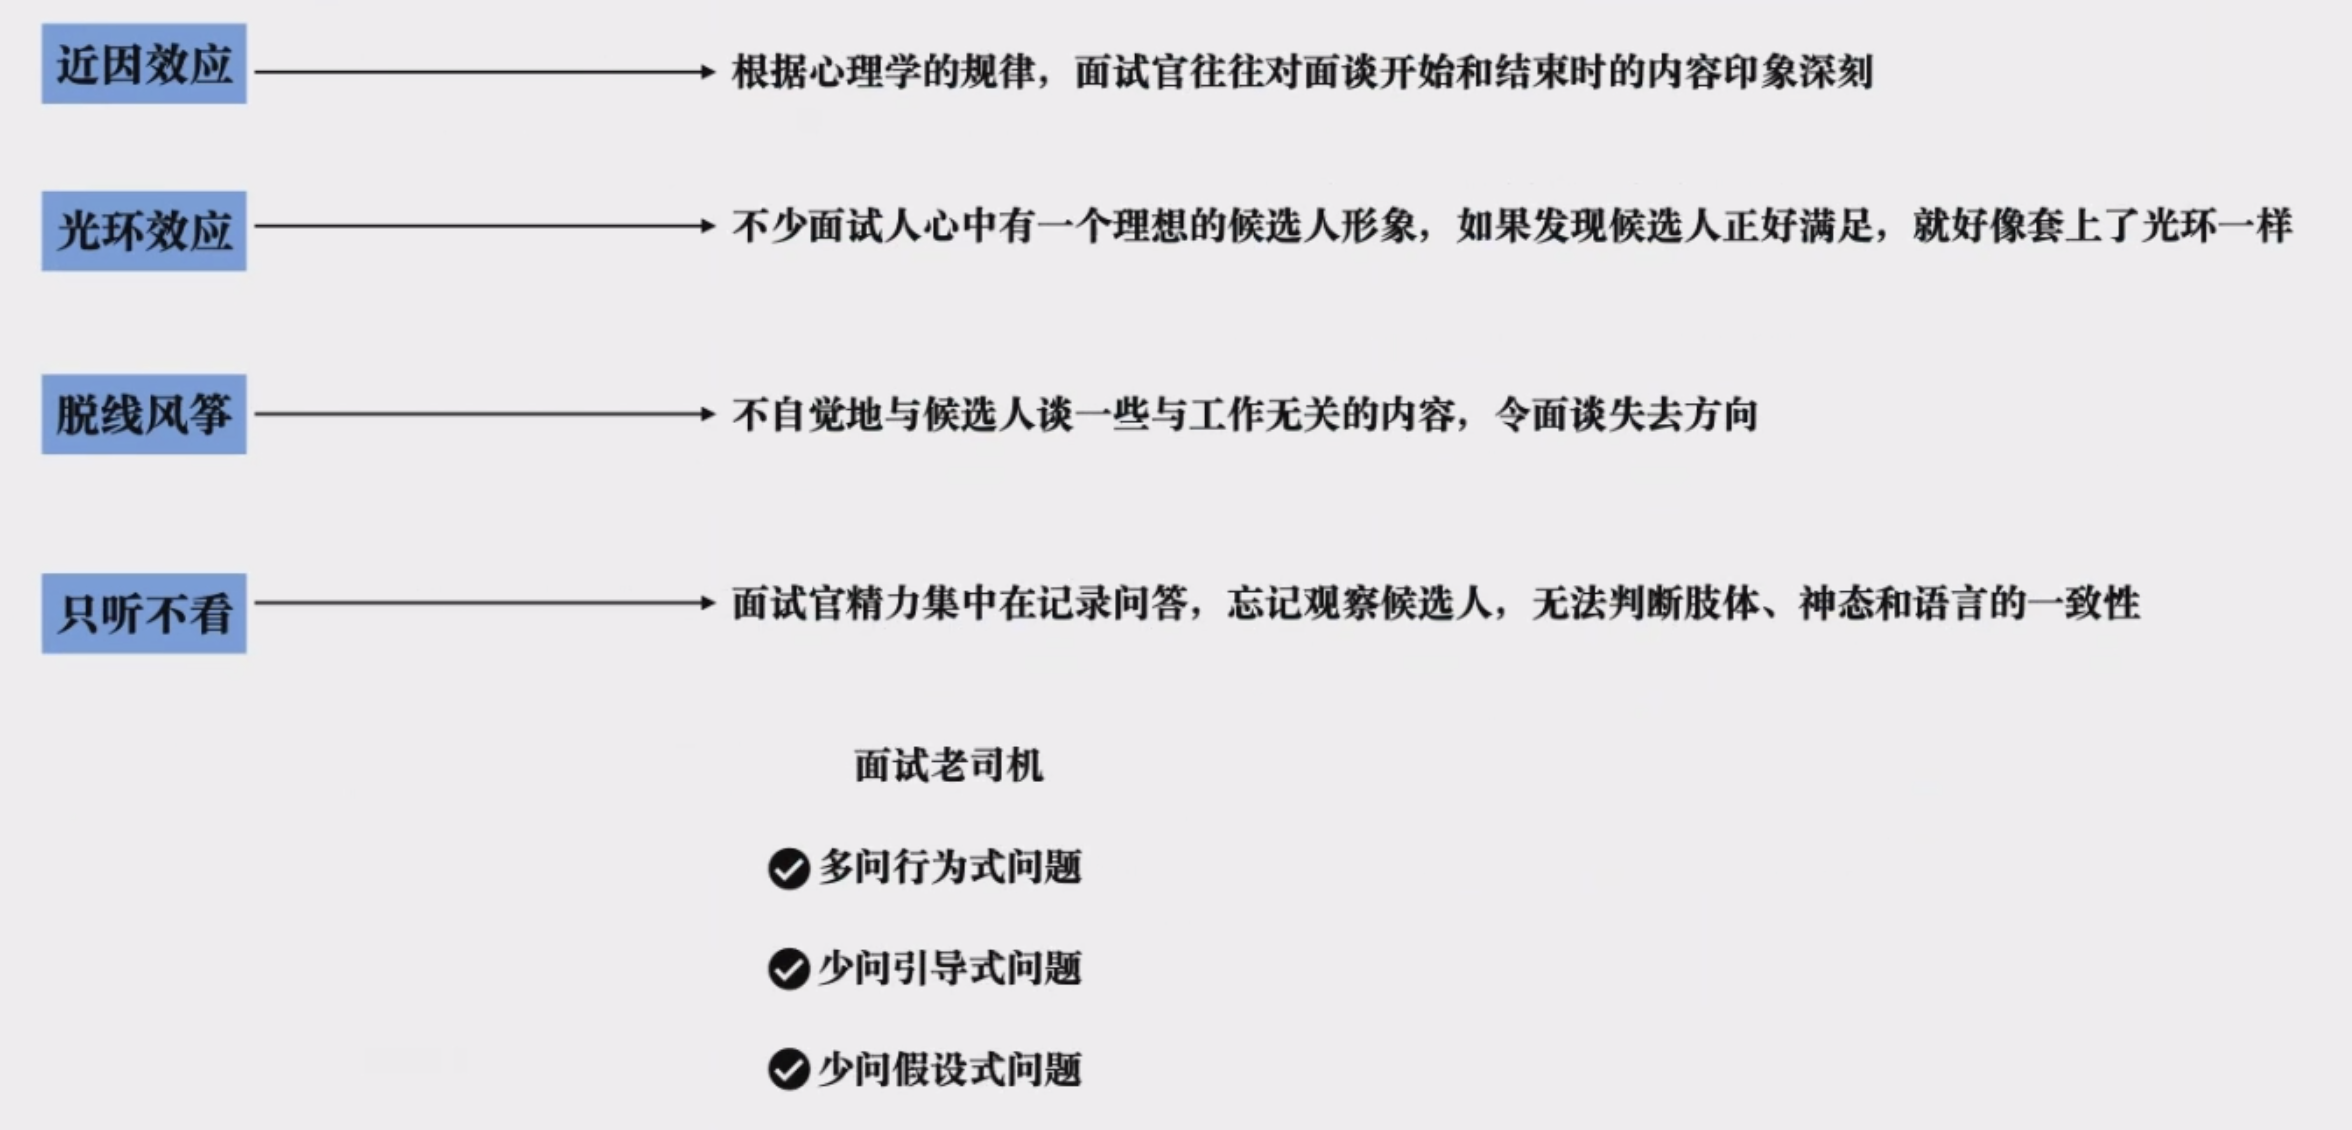 近因效应
根据心理学的规律，面试官往往对面谈开始和结束时的内容印象深刻
光环效应
不少面试人心中有一个理想的候选人形象，如果发现候选人正好满足，就好像套上了光环一样
脱线风筝
不自觉地与候选人谈一些与工作无关的内容，令面谈失去方向
只听不看
面试官精力集中在记录问答，忘记观察候选人，无法判断肢体、神态和语言的一致性
面试老司机
多问行为式问题
少问引导式问题
少问假设式问题